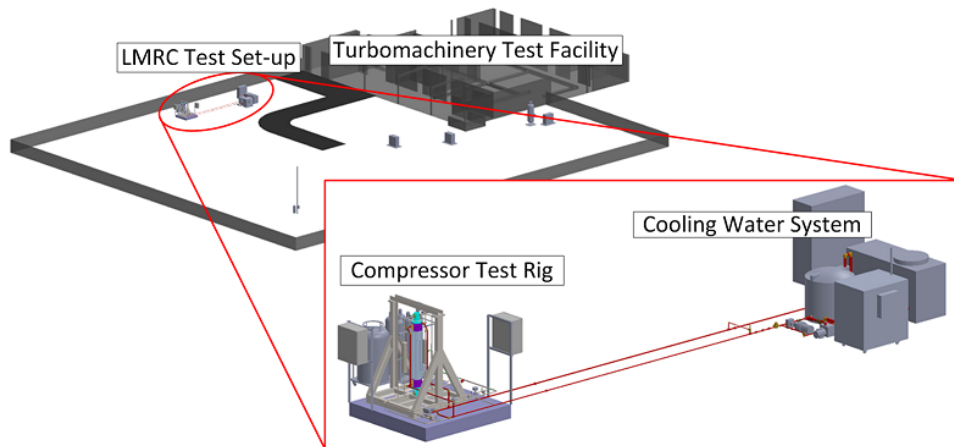 LMRC Test Set-up
Turbomachinery Test Facility
Cooling Water System
Compressor Test Rig